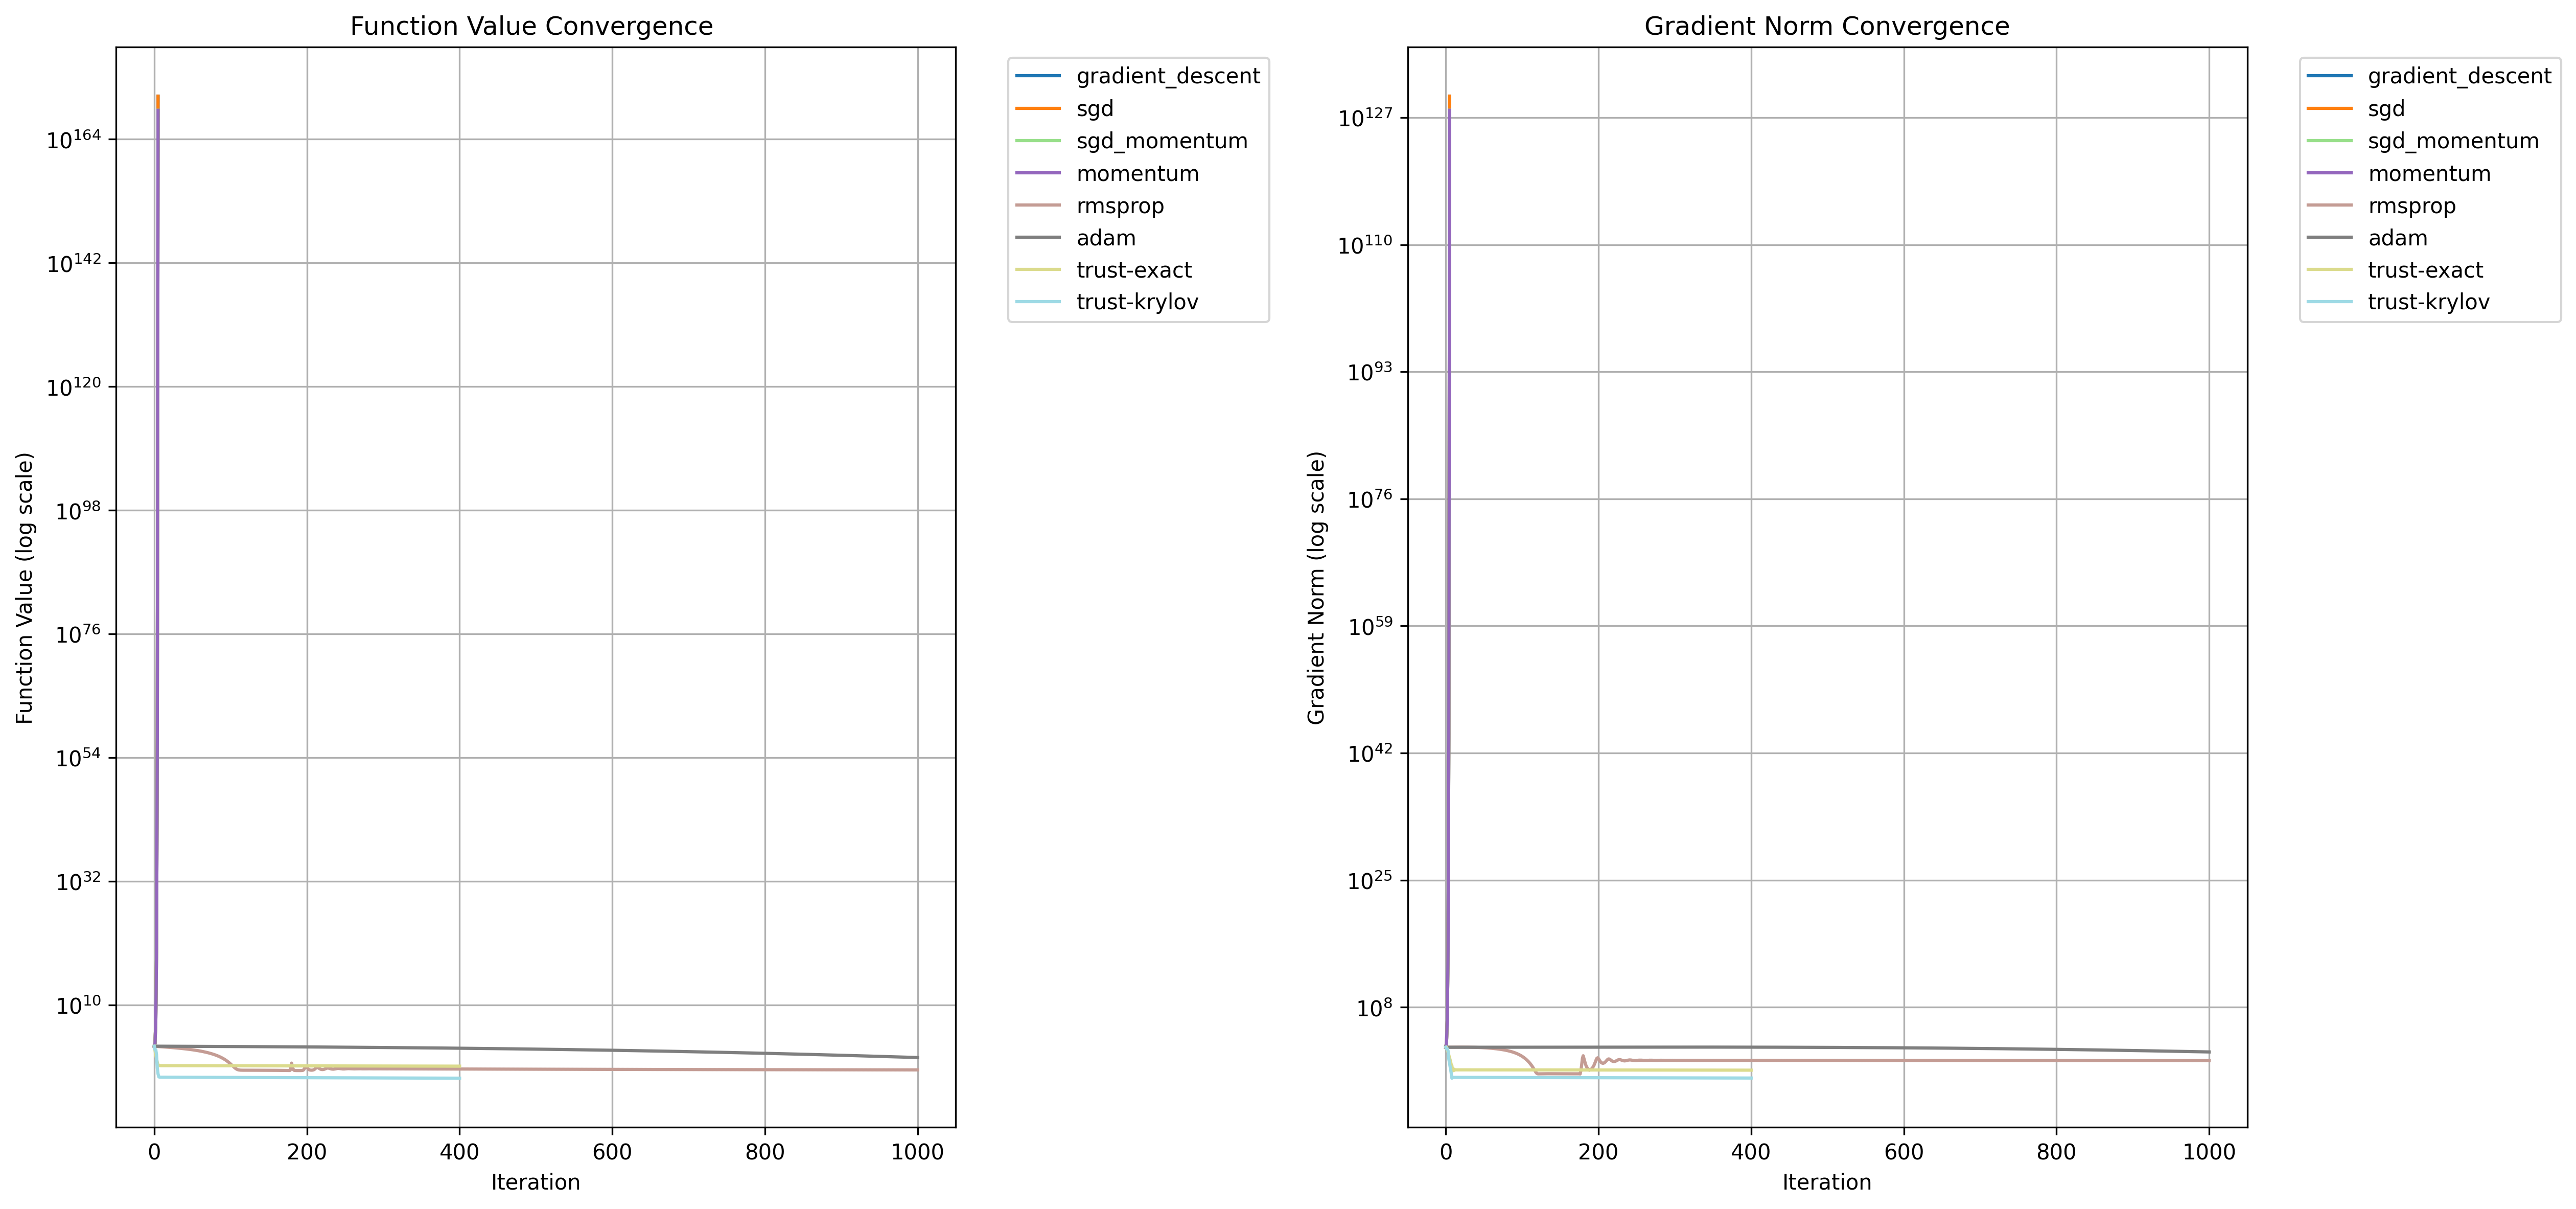 Function Value Convergence
Function Value (log scale)
10^164
10^142
10^120
10^98
10^76
10^54
10^32
10^10
0 200 400 600 800 1000
Iteration
gradient_descent
sgd
sgd_momentum
momentum
rmsprop
adam
trust-exact
trust-krylov
Gradient Norm Convergence
Gradient Norm (log scale)
10^127
10^110
10^93
10^76
10^59
10^42
10^25
10^8
0 200 400 600 800 1000
Iteration
gradient_descent
sgd
sgd_momentum
momentum
rmsprop
adam
trust-exact
trust-krylov